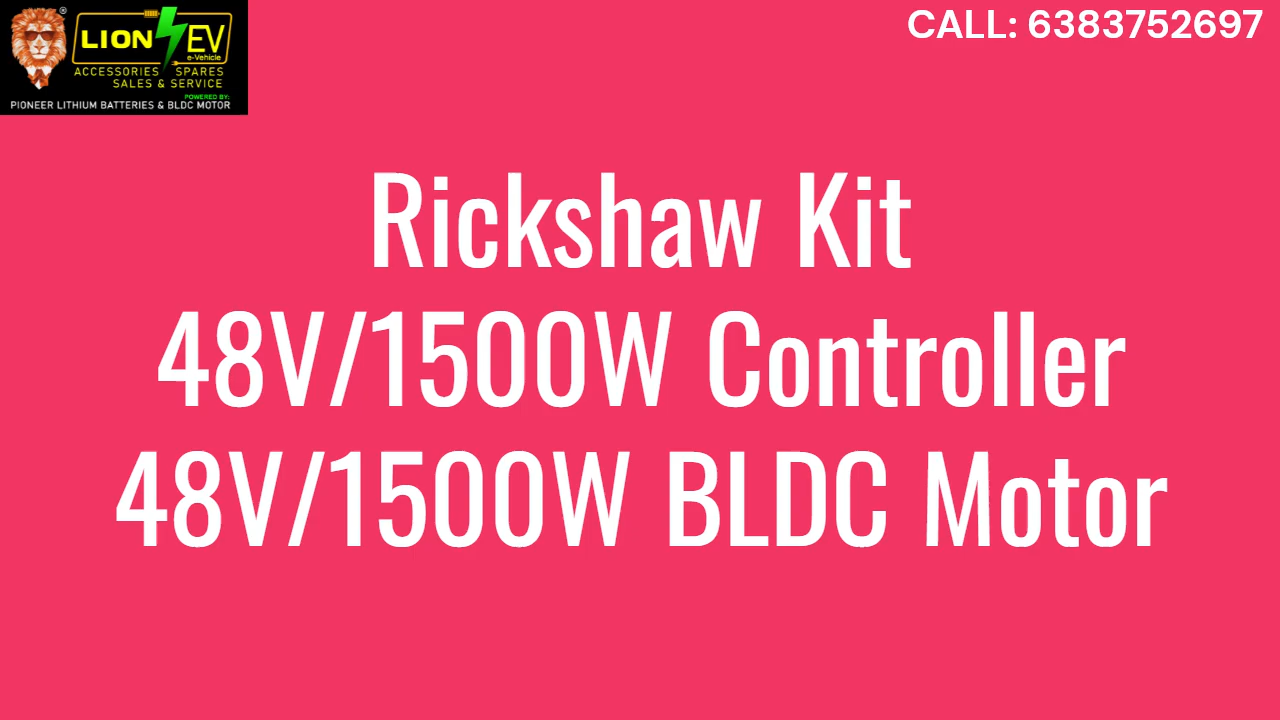 LION EV
e-Vehicle
ACCESSORIES SPARES
SALES & SERVICE
POWERED BY:
PIONEER LITHIUM BATTERIES & BLDC MOTOR
CALL: 6383752697
Rickshaw Kit
48V/1500W Controller
48V/1500W BLDC Motor